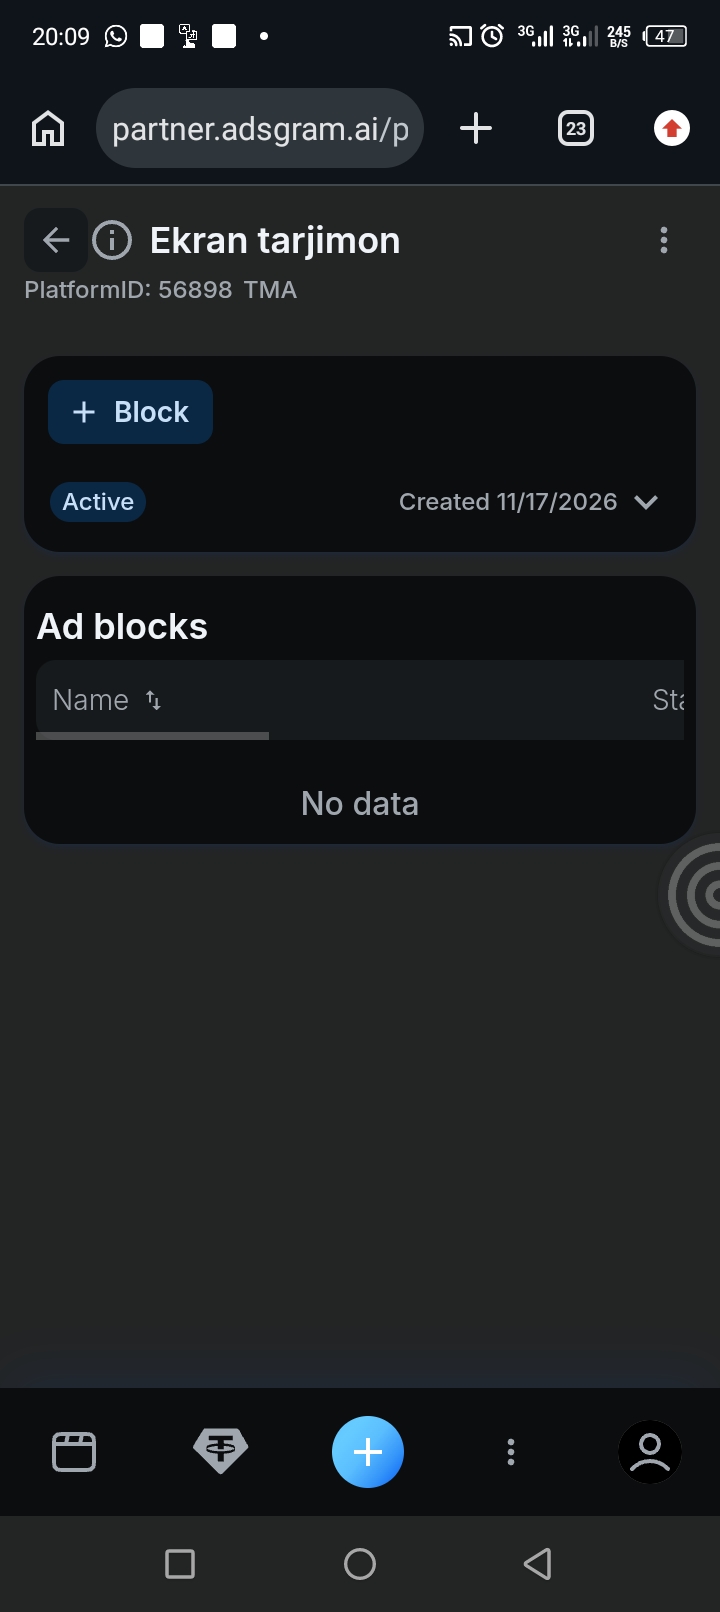 20:09
3G 3G 245 B/S 47
partner.adsgram.ai/p
23
Ekran tarjimon
PlatformID: 56898 TMA
Block
Active
Created 11/17/2026
Ad blocks
Name
Sta
No data